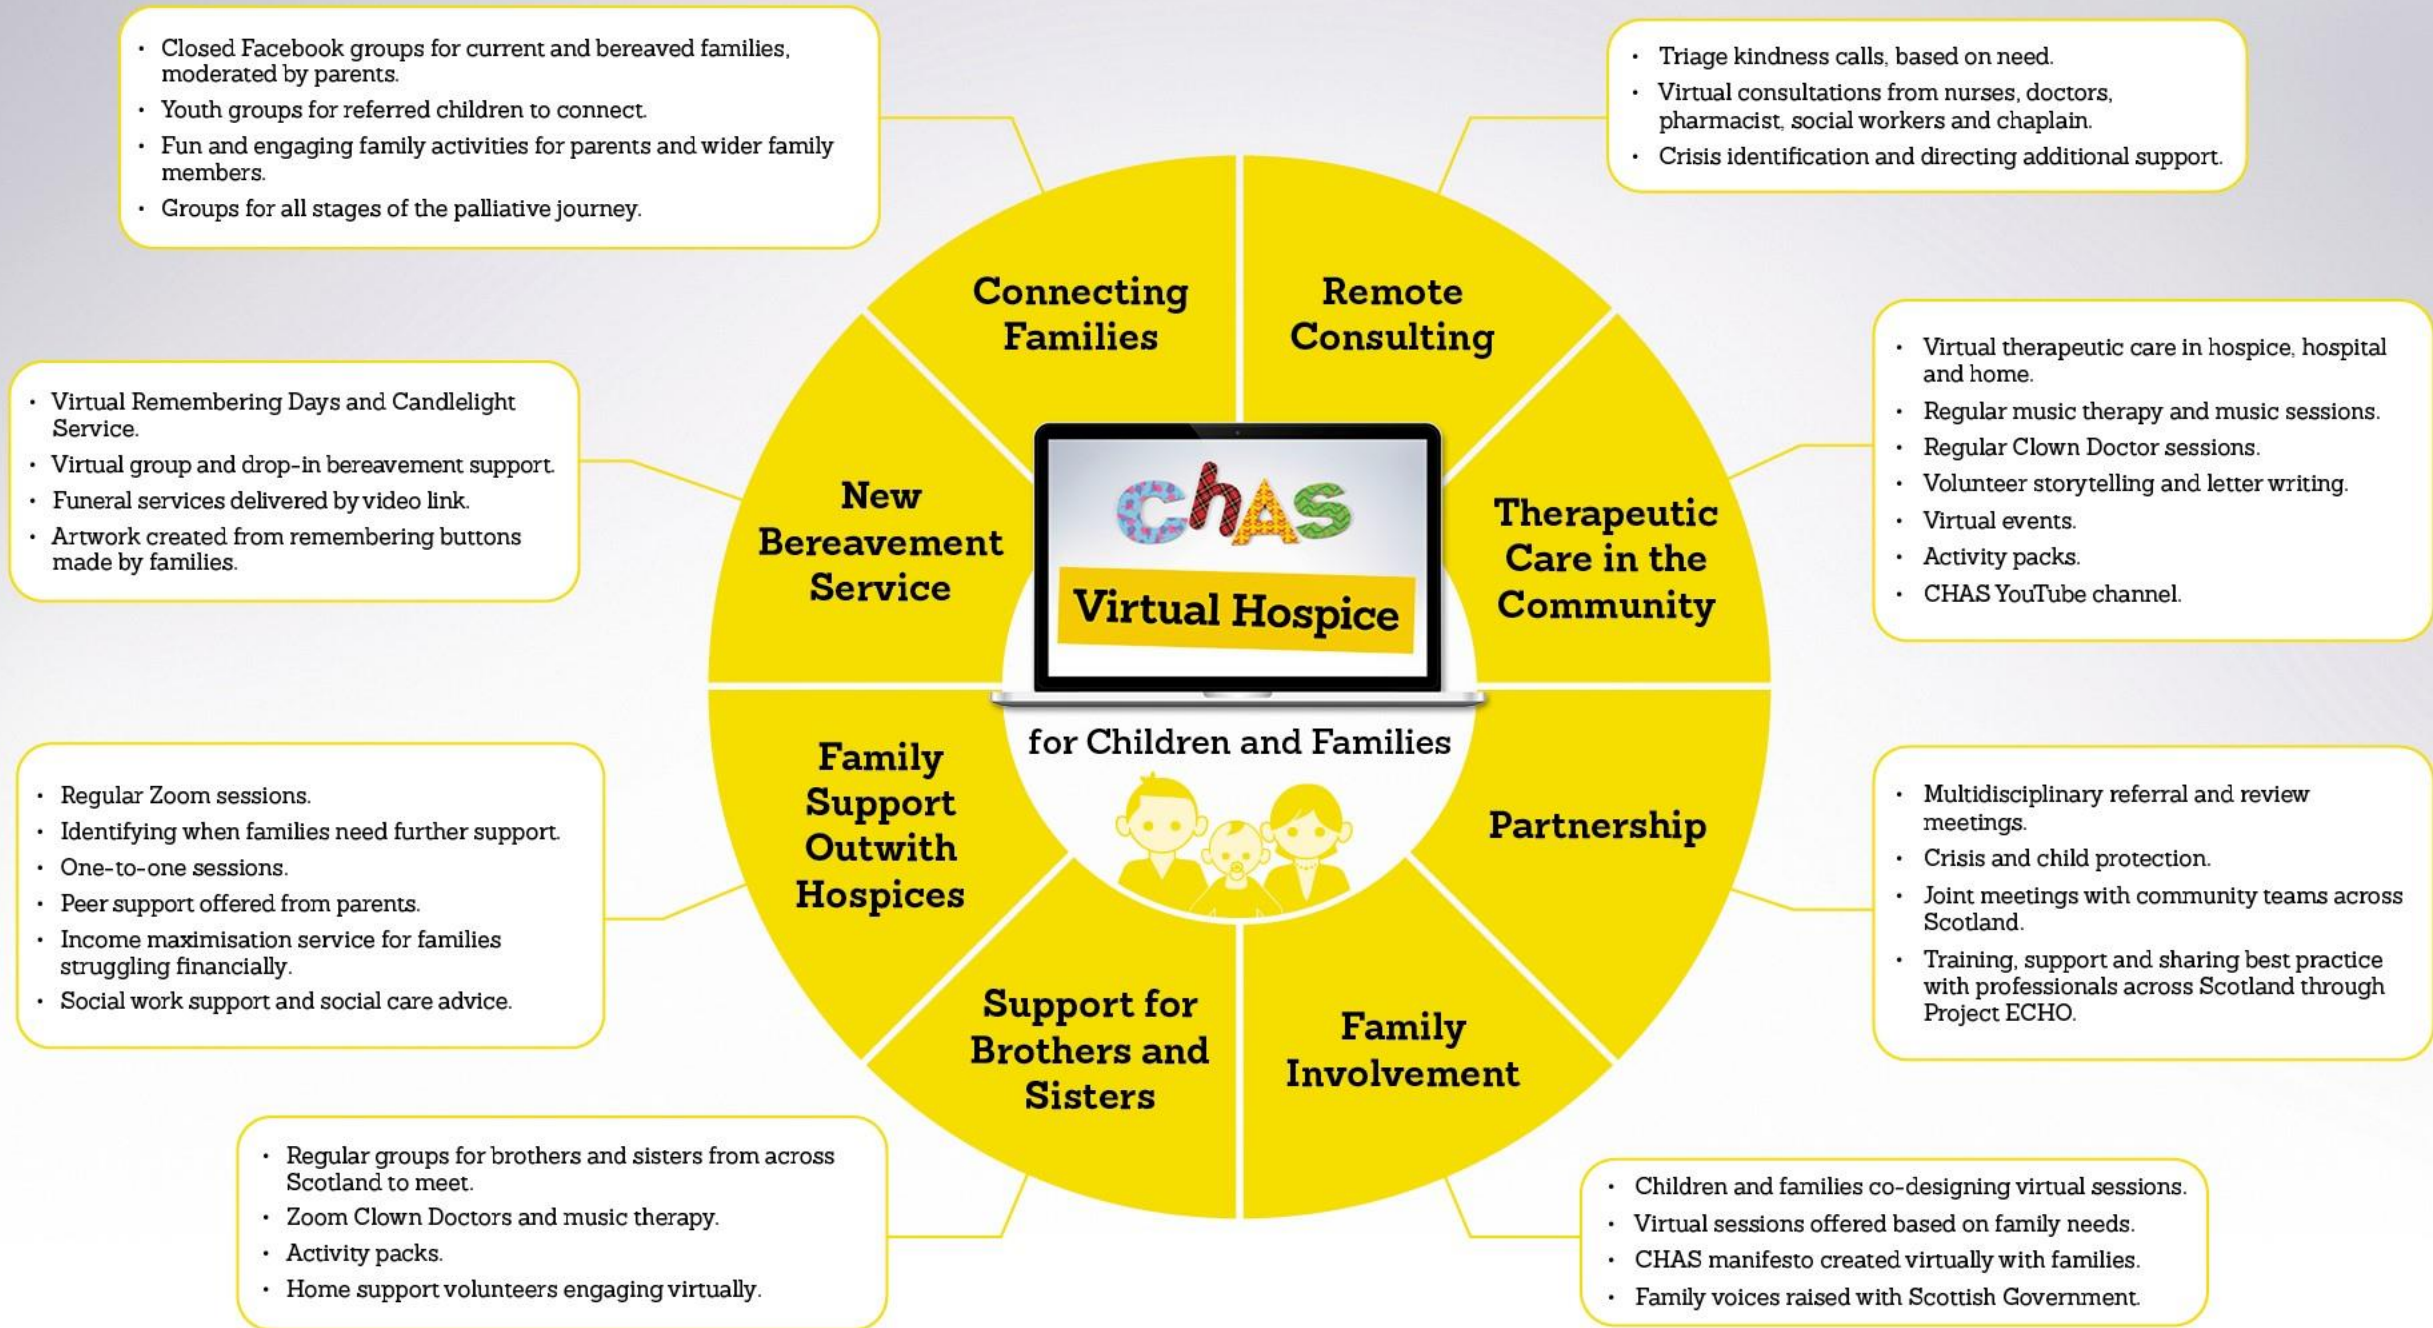 • Closed Facebook groups for current and bereaved families,
moderated by parents.
• Youth groups for referred children to connect.
• Fun and engaging family activities for parents and wider family
members.
• Groups for all stages of the palliative journey.
• Triage kindness calls, based on need.
• Virtual consultations from nurses, doctors,
pharmacist, social workers and chaplain.
• Crisis identification and directing additional support.
Connecting
Families
Remote
Consulting
• Virtual Remembering Days and Candlelight
Service.
• Virtual group and drop-in bereavement support.
• Funeral services delivered by video link.
• Artwork created from remembering buttons
made by families.
New
Bereavement
Service
chAS
Virtual Hospice
for Children and Families
Therapeutic
Care in the
Community
• Virtual therapeutic care in hospice, hospital
and home.
• Regular music therapy and music sessions.
• Regular Clown Doctor sessions.
• Volunteer storytelling and letter writing.
• Virtual events.
• Activity packs.
• CHAS YouTube channel.
• Regular Zoom sessions.
• Identifying when families need further support.
• One-to-one sessions.
• Peer support offered from parents.
• Income maximisation service for families
struggling financially.
• Social work support and social care advice.
Family
Support
Outwith
Hospices
Partnership
• Multidisciplinary referral and review
meetings.
• Crisis and child protection.
• Joint meetings with community teams across
Scotland.
• Training, support and sharing best practice
with professionals across Scotland through
Project ECHO.
Support for
Brothers and
Sisters
Family
Involvement
• Regular groups for brothers and sisters from across
Scotland to meet.
• Zoom Clown Doctors and music therapy.
• Activity packs.
• Home support volunteers engaging virtually.
• Children and families co-designing virtual sessions.
• Virtual sessions offered based on family needs.
• CHAS manifesto created virtually with families.
• Family voices raised with Scottish Government.